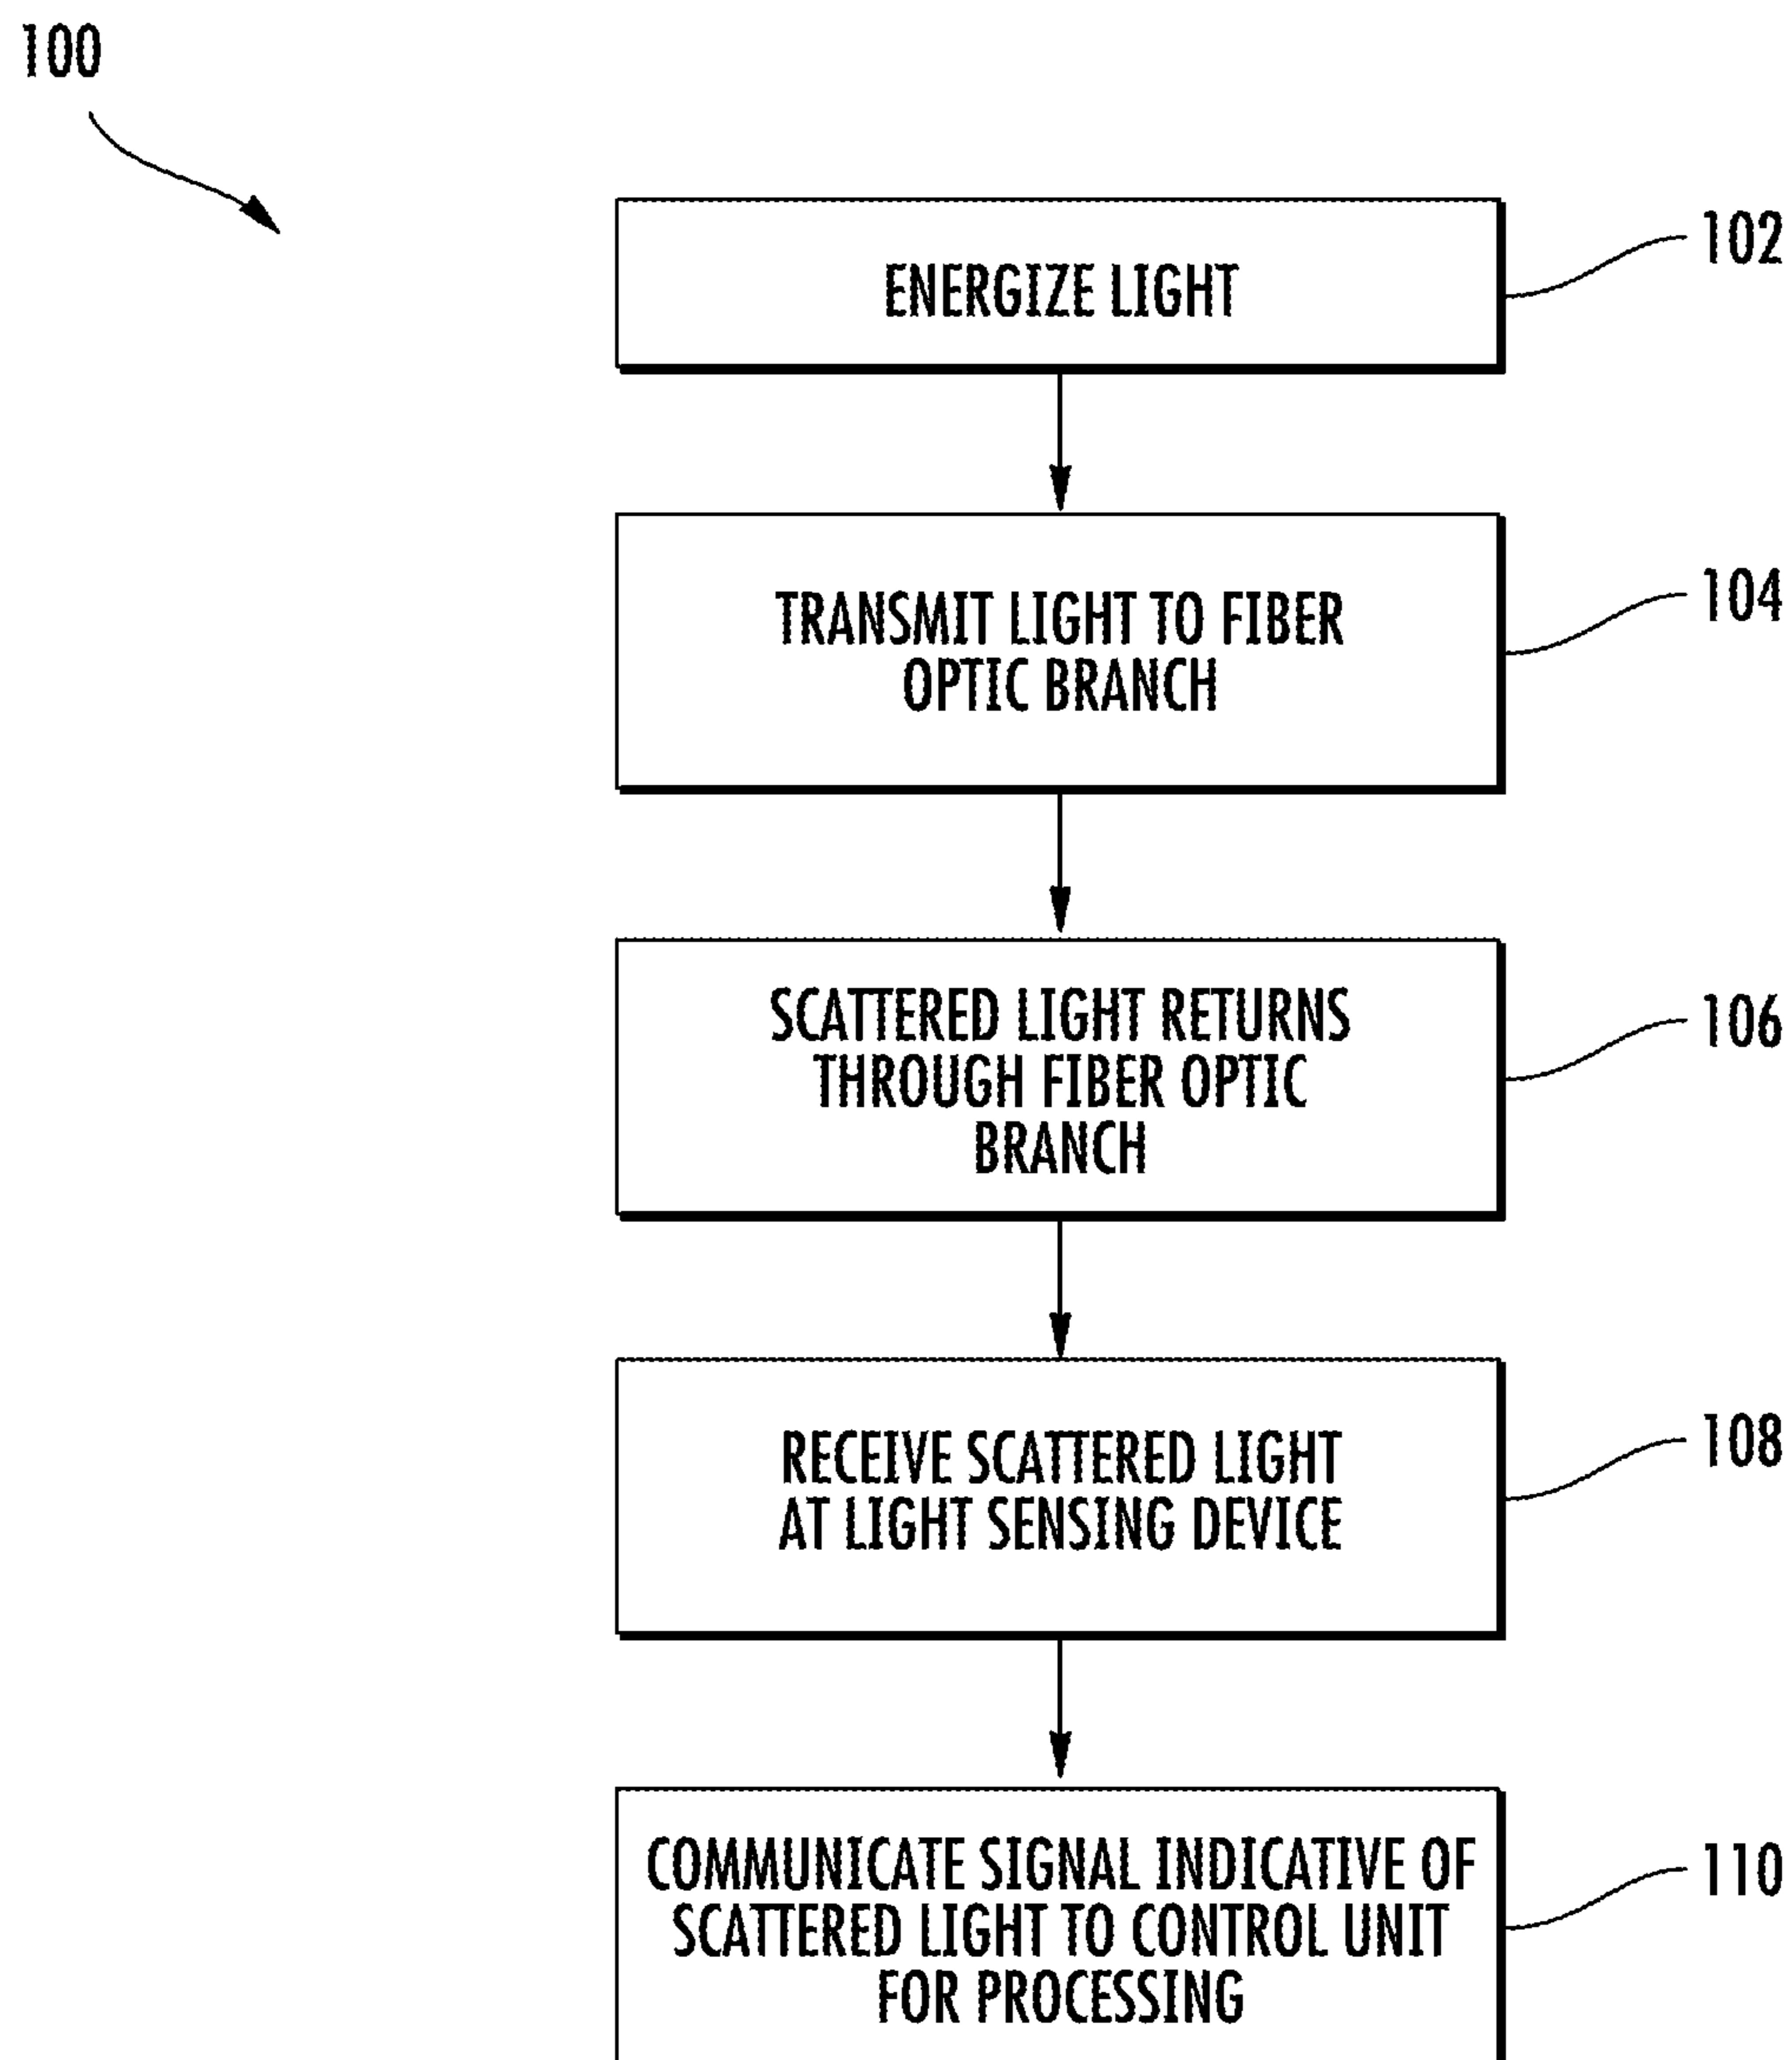 100
ENERGIZE LIGHT
102
TRANSMIT LIGHT TO FIBER
OPTIC BRANCH
104
SCATTERED LIGHT RETURNS
THROUGH FIBER OPTIC
BRANCH
106
RECEIVE SCATTERED LIGHT
AT LIGHT SENSING DEVICE
108
COMMUNICATE SIGNAL INDICATIVE OF
SCATTERED LIGHT TO CONTROL UNIT
FOR PROCESSING
110